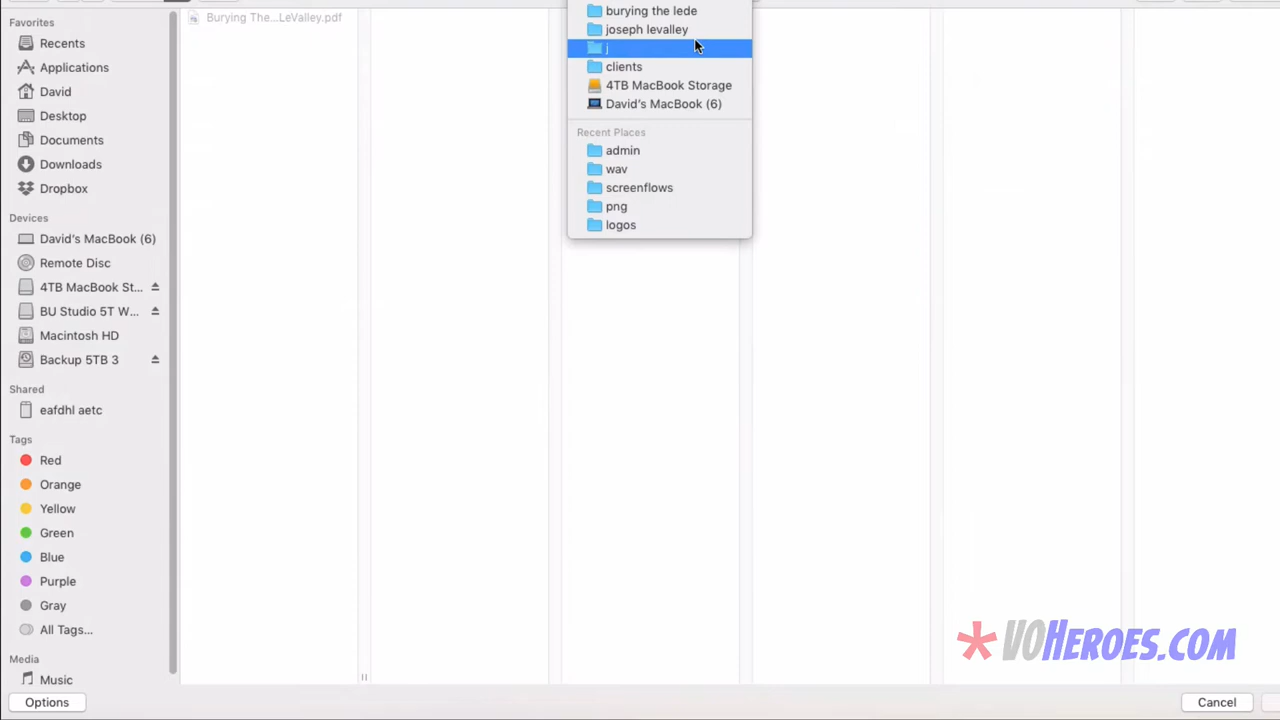 Favorites
Recents
Applications
David
Desktop
Documents
Downloads
Dropbox
Devices
David's MacBook (6)
Remote Disc
4TB MacBook St...
BU Studio 5T W...
Macintosh HD
Backup 5TB 3
Shared
eafdhl aetc
Tags
Red
Orange
Yellow
Green
Blue
Purple
Gray
All Tags...
Media
Music
Options
Burying The...LeValley.pdf
burying the lede
joseph levalley
j
clients
4TB MacBook Storage
David's MacBook (6)
Recent Places
admin
wav
screenflows
png
logos
*VOHEROES.COM
Cancel